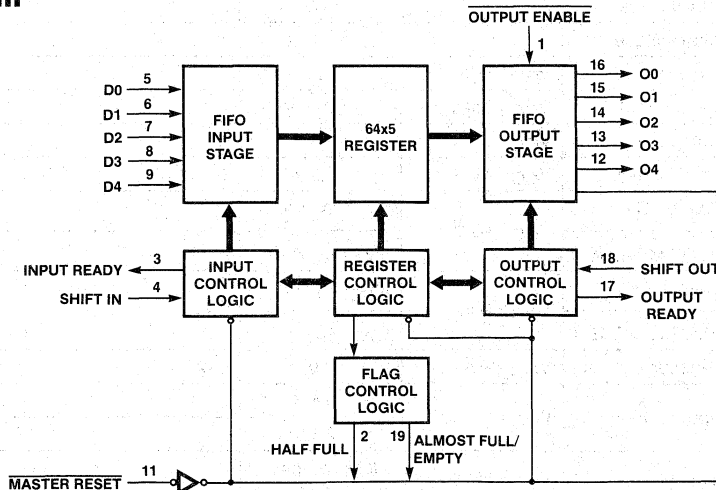 OUTPUT ENABLE
1
D0 5
D1 6
D2 7
D3 8
D4 9
FIFO
INPUT
STAGE
64x5
REGISTER
FIFO
OUTPUT
STAGE
16 O0
15 O1
14 O2
13 O3
12 O4
INPUT READY 3
SHIFT IN 4
INPUT
CONTROL
LOGIC
REGISTER
CONTROL
LOGIC
OUTPUT
CONTROL
LOGIC
18 SHIFT OUT
17 OUTPUT
READY
FLAG
CONTROL
LOGIC
HALF FULL 2
19 ALMOST FULL/
EMPTY
MASTER RESET 11